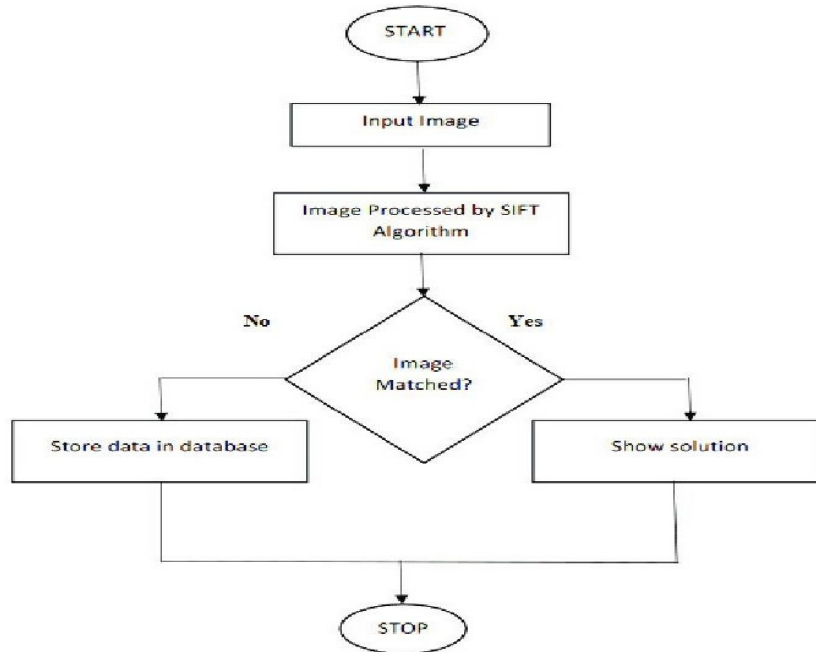 START
Input Image
Image Processed by SIFT
Algorithm
No
Yes
Image
Matched?
Store data in database
Show solution
STOP